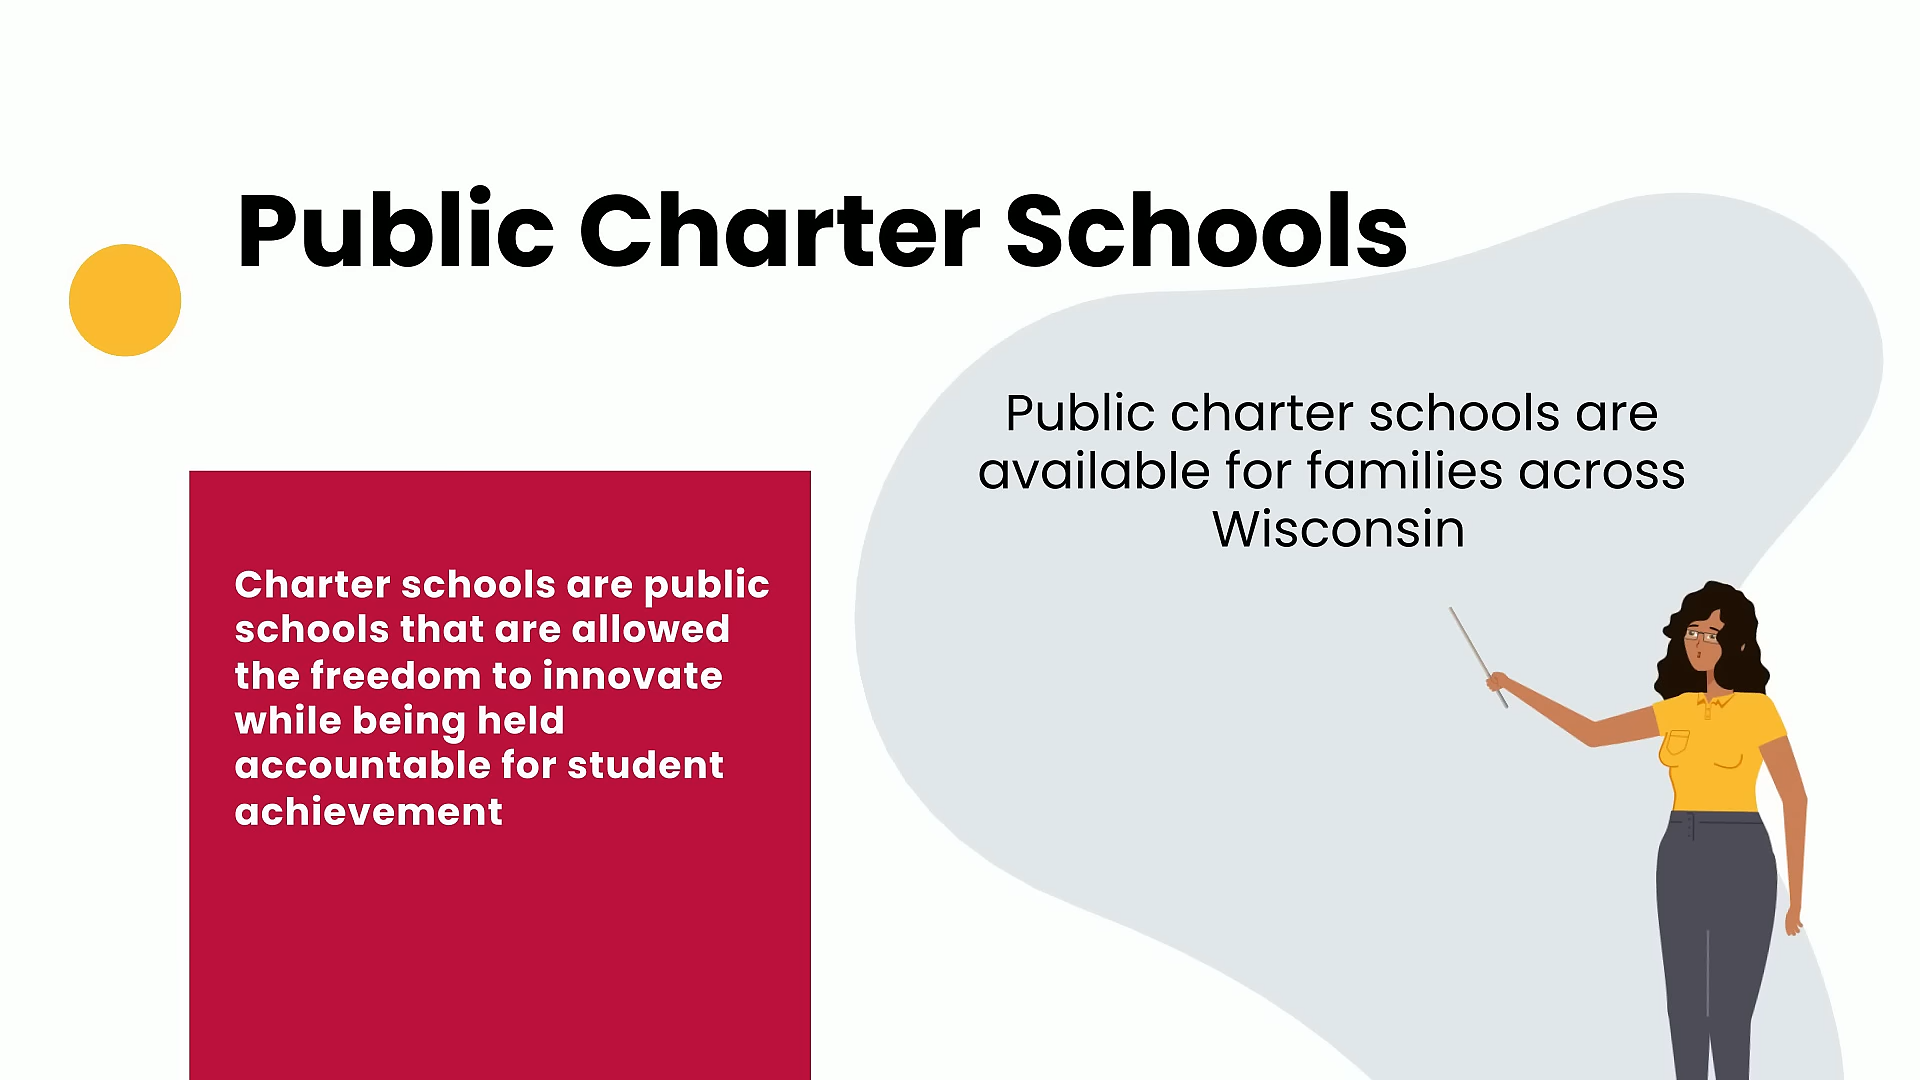 Public Charter Schools
Public charter schools are
available for families across
Wisconsin
Charter schools are public
schools that are allowed
the freedom to innovate
while being held
accountable for student
achievement